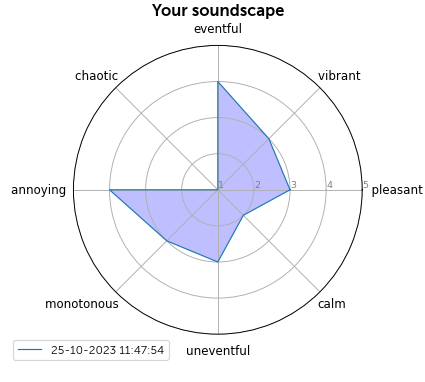 Your soundscape
eventful
chaotic
vibrant
annoying
1 2 3 4 5
pleasant
monotonous
calm
uneventful
25-10-2023 11:47:54